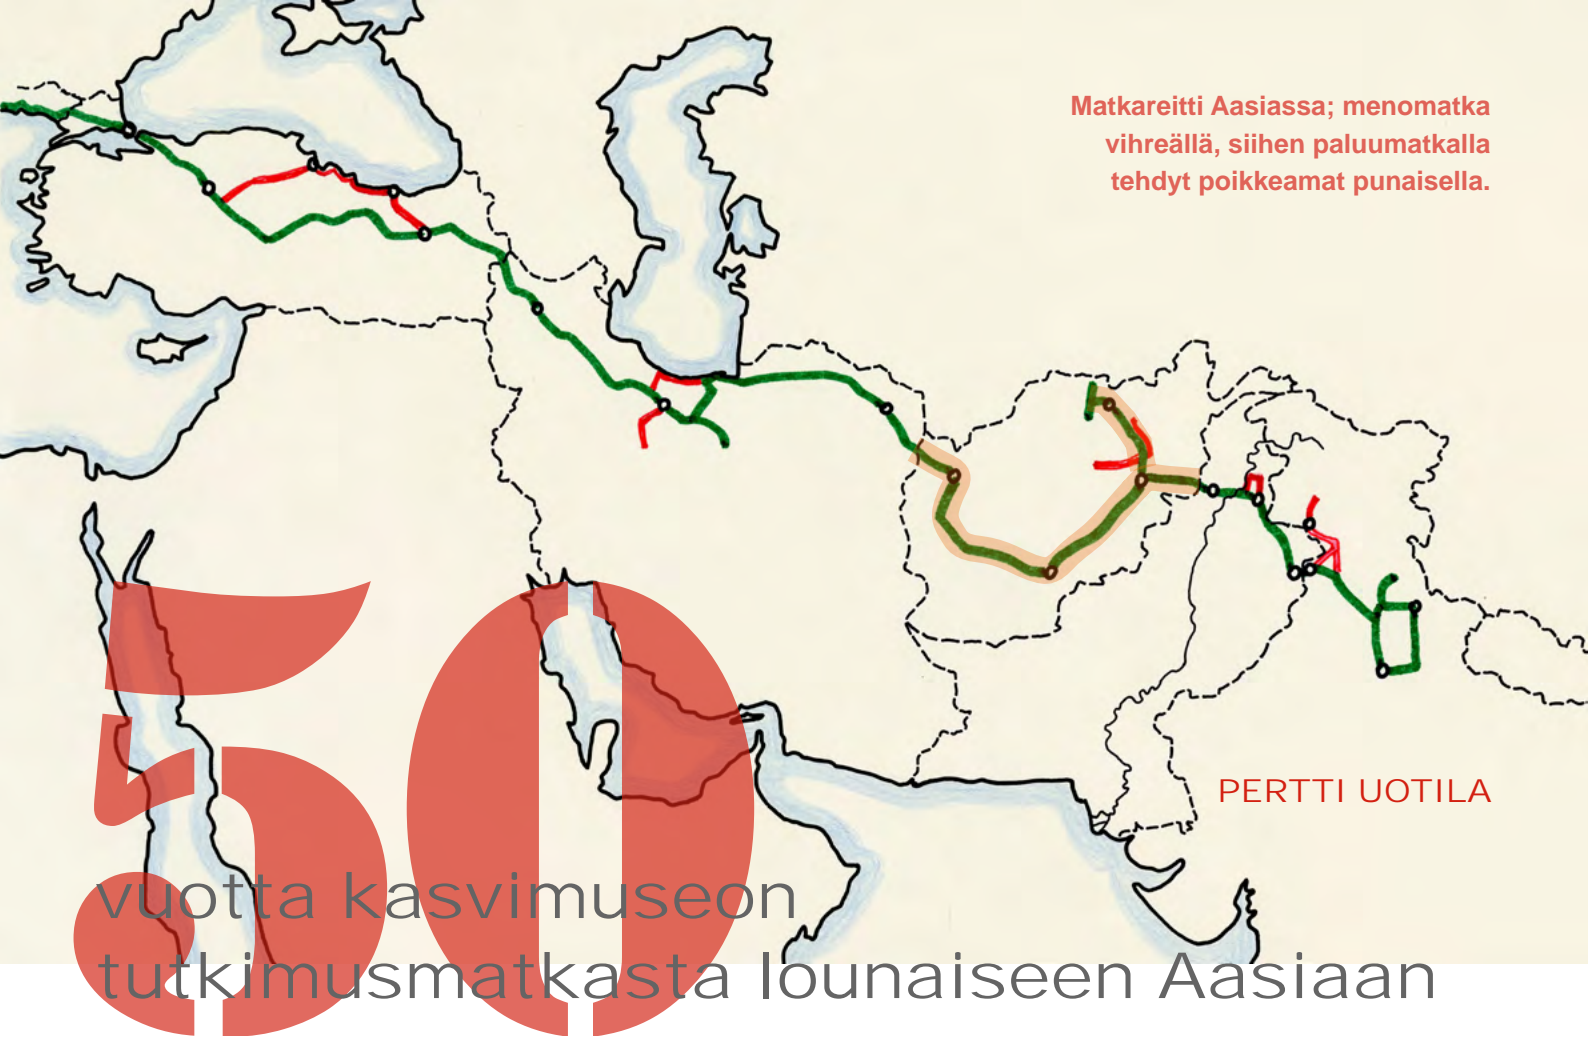 Matkareitti Aasiassa; menomatka
vihreällä, siihen paluumatkalla
tehdyt poikkeamat punaisella.
PERTTI UOTILA
50
vuotta kasvimuseon
tutkimusmatkasta lounaiseen Aasiaan